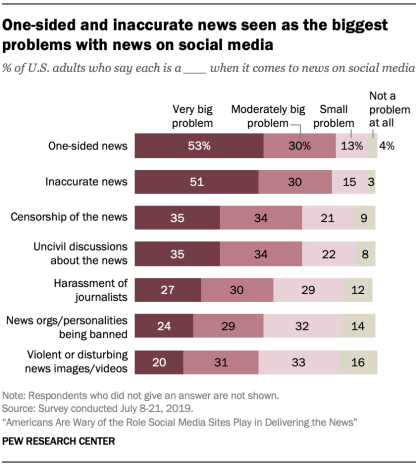 One-sided and inaccurate news seen as the biggest
problems with news on social media
% of U.S. adults who say each is a ___ when it comes to news on social media
Very big
problem
Moderately big
problem
Small
problem
Not a
problem
at all
One-sided news 53% 30% 13% 4%
Inaccurate news 51 30 15 3
Censorship of the news 35 34 21 9
Uncivil discussions
about the news 35 34 22 8
Harassment of
journalists 27 30 29 12
News orgs/personalities
being banned 24 29 32 14
Violent or disturbing
news images/videos 20 31 33 16
Note: Respondents who did not give an answer are not shown.
Source: Survey conducted July 8-21, 2019.
“Americans Are Wary of the Role Social Media Sites Play in Delivering the News”
PEW RESEARCH CENTER